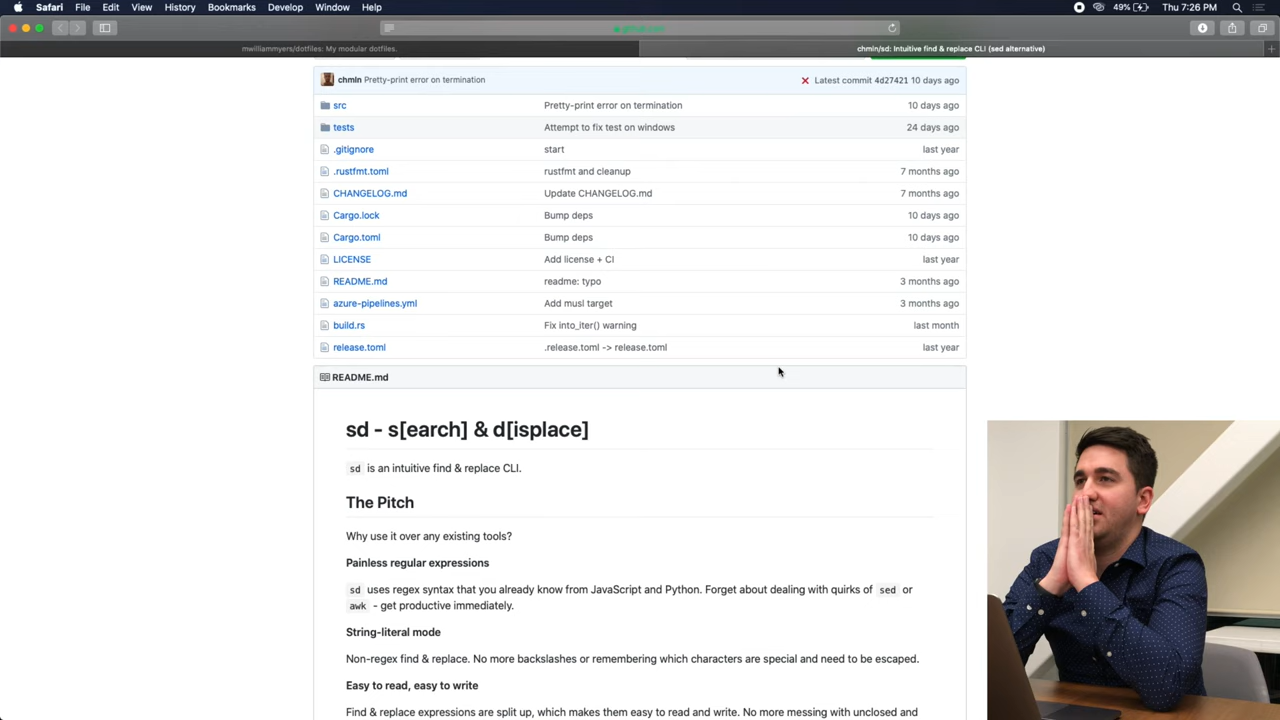 Safari File Edit View History Bookmarks Develop Window Help 49% Thu 7:26 PM
github.com
mwilliammyers/dotfiles: My modular dotfiles. chmln/sd: Intuitive find & replace CLI (sed alternative)
chmln Pretty-print error on termination Latest commit 4d27421 10 days ago
src Pretty-print error on termination 10 days ago
tests Attempt to fix test on windows 24 days ago
.gitignore start last year
.rustfmt.toml rustfmt and cleanup 7 months ago
CHANGELOG.md Update CHANGELOG.md 7 months ago
Cargo.lock Bump deps 10 days ago
Cargo.toml Bump deps 10 days ago
LICENSE Add license + CI last year
README.md readme: typo 3 months ago
azure-pipelines.yml Add musl target 3 months ago
build.rs Fix into_iter() warning last month
release.toml .release.toml -> release.toml last year
README.md
sd - s[earch] & d[isplace]
sd is an intuitive find & replace CLI.
The Pitch
Why use it over any existing tools?
Painless regular expressions
sd uses regex syntax that you already know from JavaScript and Python. Forget about dealing with quirks of sed or
awk - get productive immediately.
String-literal mode
Non-regex find & replace. No more backslashes or remembering which characters are special and need to be escaped.
Easy to read, easy to write
Find & replace expressions are split up, which makes them easy to read and write. No more messing with unclosed and